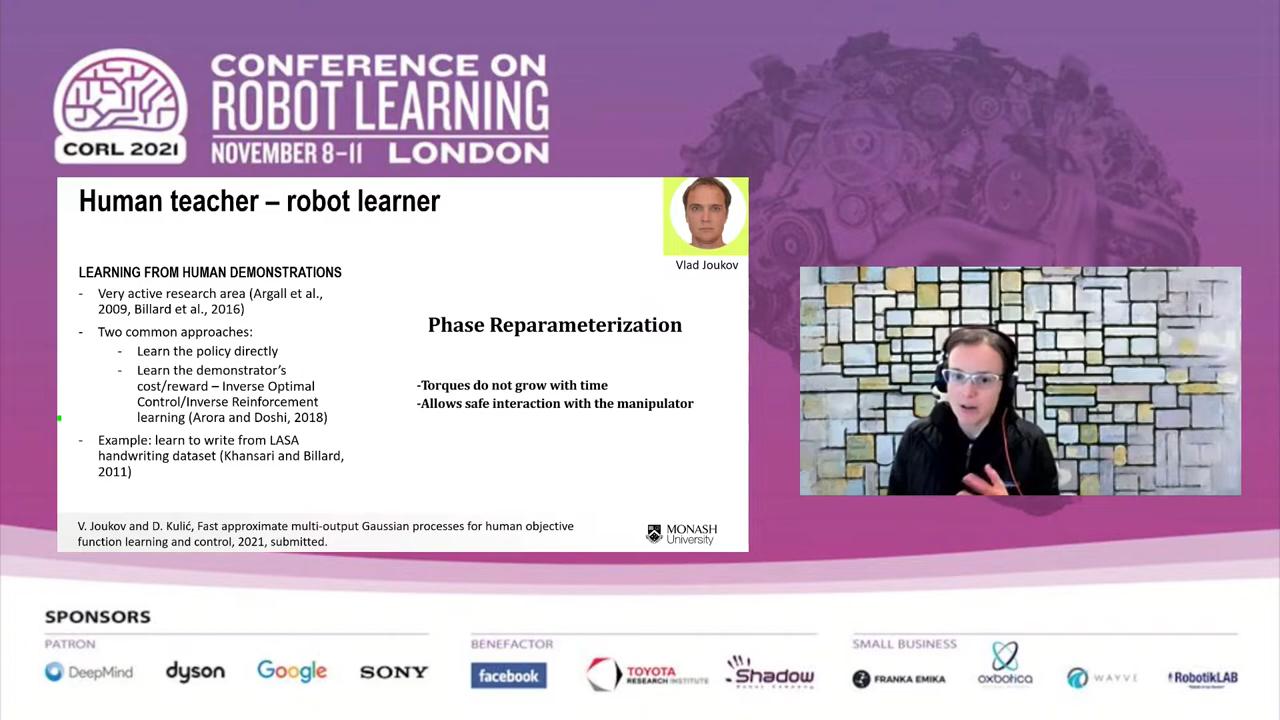 CONFERENCE ON
ROBOT LEARNING
NOVEMBER 8-11 LONDON
CORL 2021
Human teacher – robot learner
Vlad Joukov
LEARNING FROM HUMAN DEMONSTRATIONS
- Very active research area (Argall et al.,
2009, Billard et al., 2016)
- Two common approaches:
- Learn the policy directly
- Learn the demonstrator's
cost/reward – Inverse Optimal
Control/Inverse Reinforcement
learning (Arora and Doshi, 2018)
- Example: learn to write from LASA
handwriting dataset (Khansari and Billard,
2011)
Phase Reparameterization
-Torques do not grow with time
-Allows safe interaction with the manipulator
V. Joukov and D. Kulić, Fast approximate multi-output Gaussian processes for human objective
function learning and control, 2021, submitted.
MONASH
University
SPONSORS
PATRON
DeepMind
dyson
Google
SONY
BENEFACTOR
facebook
TOYOTA
RESEARCH INSTITUTE
Shadow
SMALL BUSINESS
FRANKA EMIKA
oxbotica
WAYVE
RobotikLAB